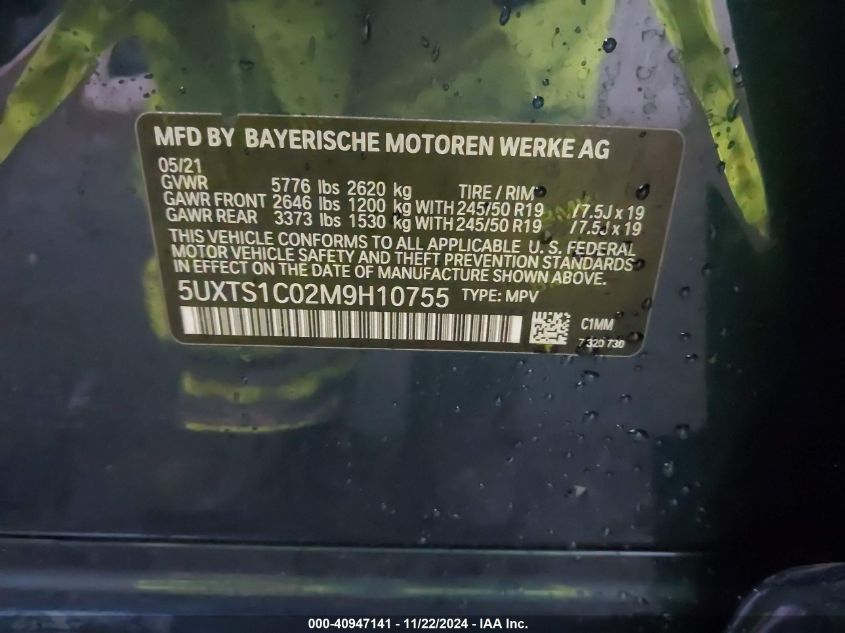 MFD BY BAYERISCHE MOTOREN WERKE AG
05/21
GVWR 5776 lbs 2620 kg TIRE / RIM
GAWR FRONT 2646 lbs 1200 kg WITH 245/50 R19 / 7.5J x 19
GAWR REAR 3373 lbs 1530 kg WITH 245/50 R19 / 7.5J x 19
THIS VEHICLE CONFORMS TO ALL APPLICABLE U. S. FEDERAL
MOTOR VEHICLE SAFETY AND THEFT PREVENTION STANDARDS
IN EFFECT ON THE DATE OF MANUFACTURE SHOWN ABOVE.
5UXTS1C02M9H10755 TYPE: MPV
C1MM
7 320 730
000-40947141 - 11/22/2024 - IAA Inc.